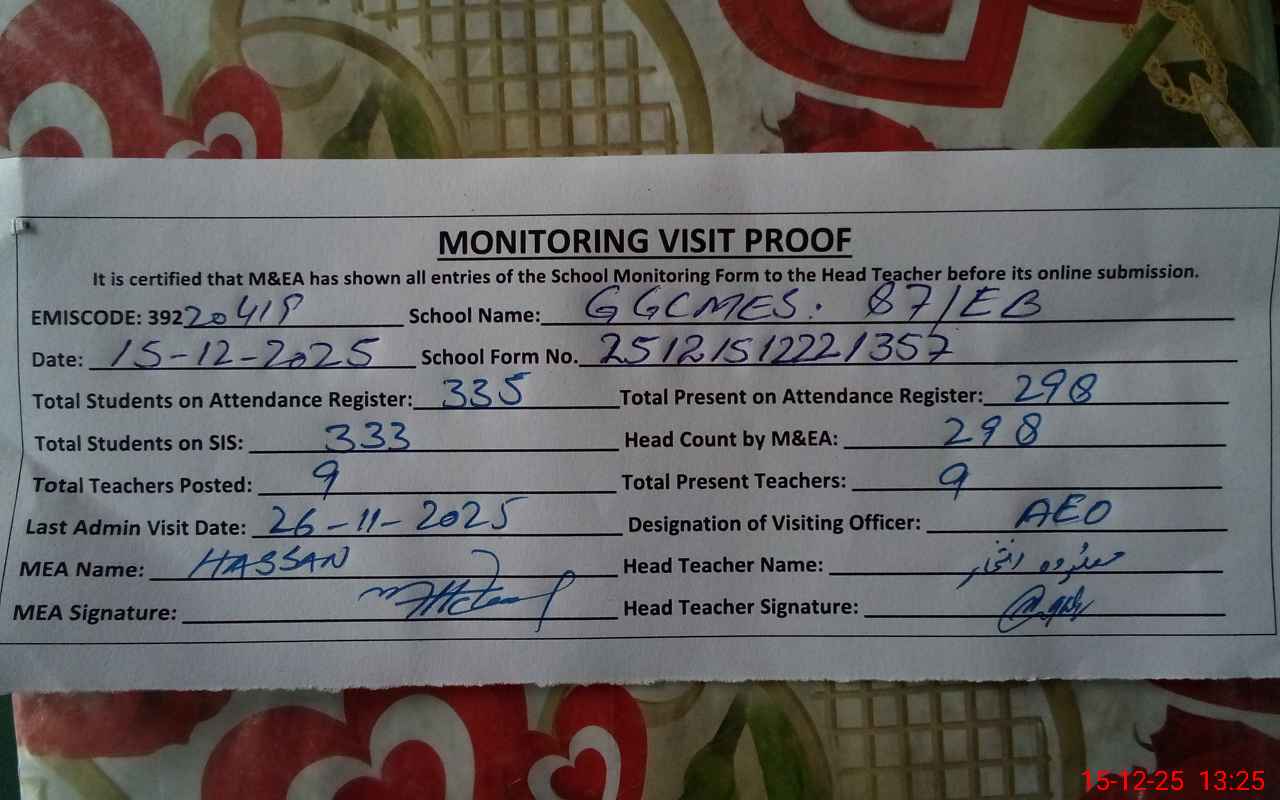 MONITORING VISIT PROOF
It is certified that M&EA has shown all entries of the School Monitoring Form to the Head Teacher before its online submission.
EMISCODE: 39220419 School Name: GGCMES. 87/EB
Date: 15-12-2025 School Form No. 25121512221357
Total Students on Attendance Register: 335 Total Present on Attendance Register: 298
Total Students on SIS: 333 Head Count by M&EA: 298
Total Teachers Posted: 9 Total Present Teachers: 9
Last Admin Visit Date: 26-11-2025 Designation of Visiting Officer: AEO
MEA Name: HASSAN Head Teacher Name: افتخار
MEA Signature: Head Teacher Signature:
15-12-25 13:25